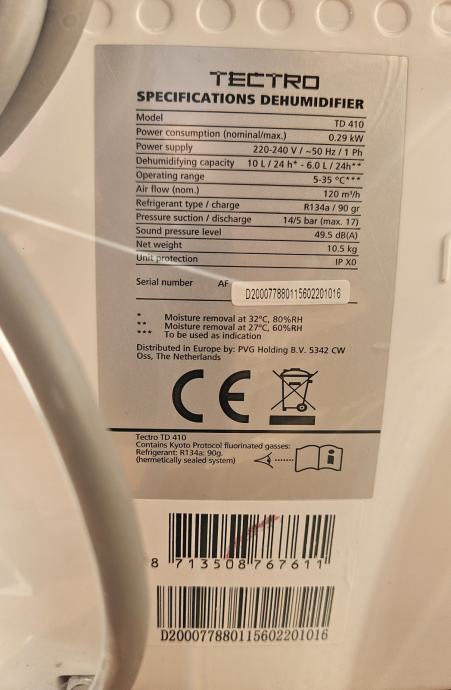 TECTRO
SPECIFICATIONS DEHUMIDIFIER
Model TD 410
Power consumption (nominal/max.) 0.29 kW
Power supply 220-240 V / ~50 Hz / 1 Ph
Dehumidifying capacity 10 L / 24 h* - 6.0 L / 24h**
Operating range 5-35 °C***
Air flow (nom.) 120 m³/h
Refrigerant type / charge R134a / 90 gr
Pressure suction / discharge 14/5 bar (max. 17)
Sound pressure level 49.5 dB(A)
Net weight 10.5 kg
Unit protection IP X0
Serial number AF D200077880115602201016
* Moisture removal at 32°C, 80%RH
** Moisture removal at 27°C, 60%RH
*** To be used as indication
Distributed in Europe by: PVG Holding B.V. 5342 CW
Oss, The Netherlands
CE
Tectro TD 410
Contains Kyoto Protocol fluorinated gasses:
Refrigerant: R134a: 90g.
(hermetically sealed system)
8 713508 767611
D200077880115602201016